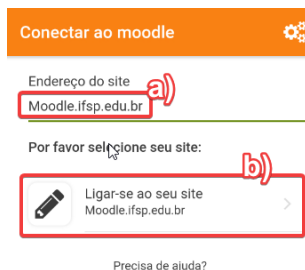 Conectar ao moodle
Endereço do site
a)
Moodle.ifsp.edu.br
Por favor selecione seu site:
b)
Ligar-se ao seu site
Moodle.ifsp.edu.br
Precisa de ajuda?